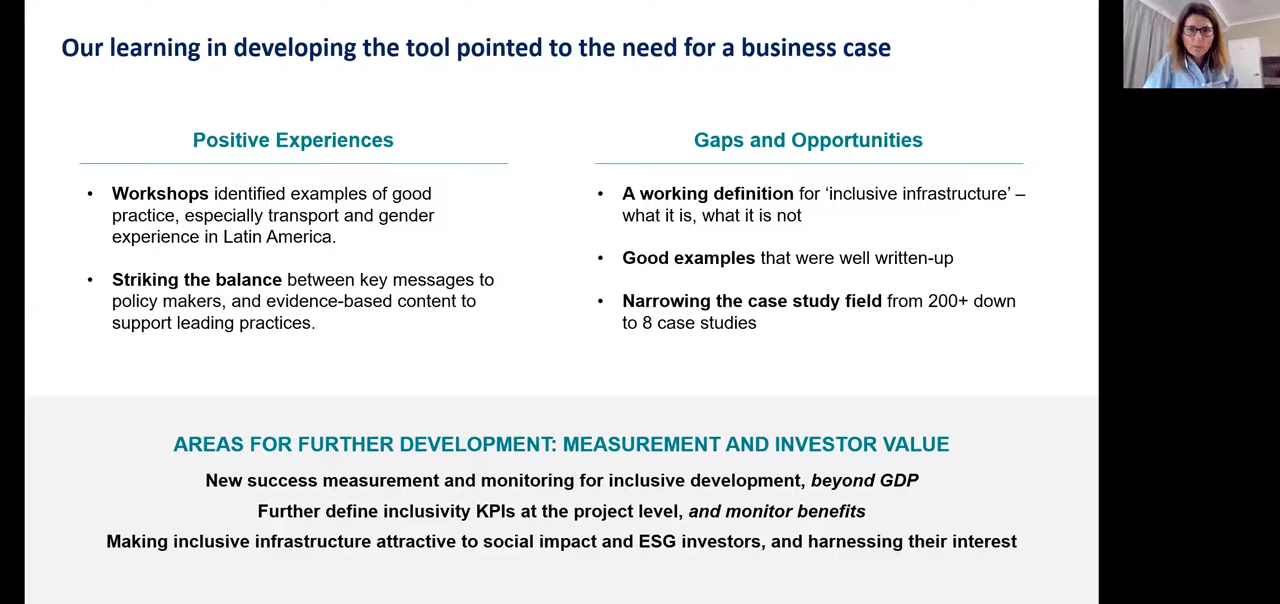 Our learning in developing the tool pointed to the need for a business case
Positive Experiences
• Workshops identified examples of good
practice, especially transport and gender
experience in Latin America.
• Striking the balance between key messages to
policy makers, and evidence-based content to
support leading practices.
Gaps and Opportunities
• A working definition for ‘inclusive infrastructure’ –
what it is, what it is not
• Good examples that were well written-up
• Narrowing the case study field from 200+ down
to 8 case studies
AREAS FOR FURTHER DEVELOPMENT: MEASUREMENT AND INVESTOR VALUE
New success measurement and monitoring for inclusive development, beyond GDP
Further define inclusivity KPIs at the project level, and monitor benefits
Making inclusive infrastructure attractive to social impact and ESG investors, and harnessing their interest